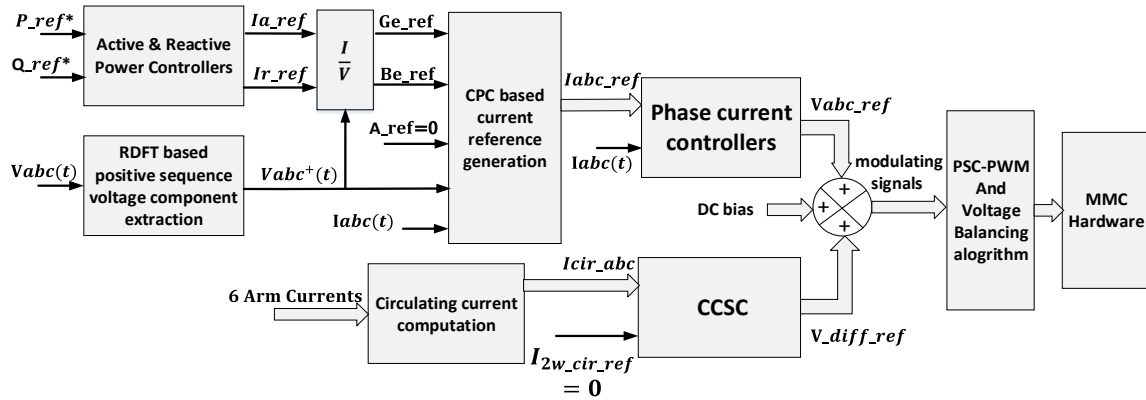 P_ref*
Q_ref*
Active & Reactive
Power Controllers
Ia_ref
Ir_ref
I
V
Ge_ref
Be_ref
A_ref=0
CPC based
current
reference
generation
Iabc_ref
Iabc(t)
Phase current
controllers
Vabc_ref
Vabc(t)
RDFT based
positive sequence
voltage component
extraction
Vabc⁺(t)
Iabc(t)
DC bias
+
+
+
modulating
signals
PSC-PWM
And
Voltage
Balancing
alogrithm
MMC
Hardware
6 Arm Currents
Circulating current
computation
Icir_abc
I2w_cir_ref
= 0
CCSC
V_diff_ref